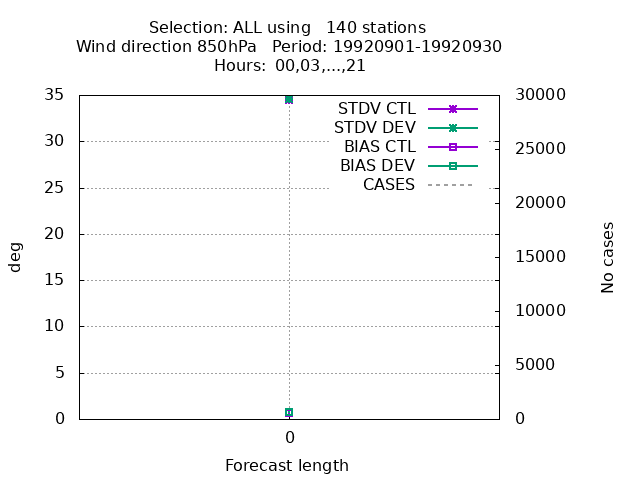 Selection: ALL using   140 stations
Wind direction 850hPa   Period: 19920901-19920930
Hours: 00,03,...,21
35
30
25
20
15
10
5
0
deg
STDV CTL
STDV DEV
BIAS CTL
BIAS DEV
CASES
30000
25000
20000
15000
10000
5000
0
No cases
0
Forecast length